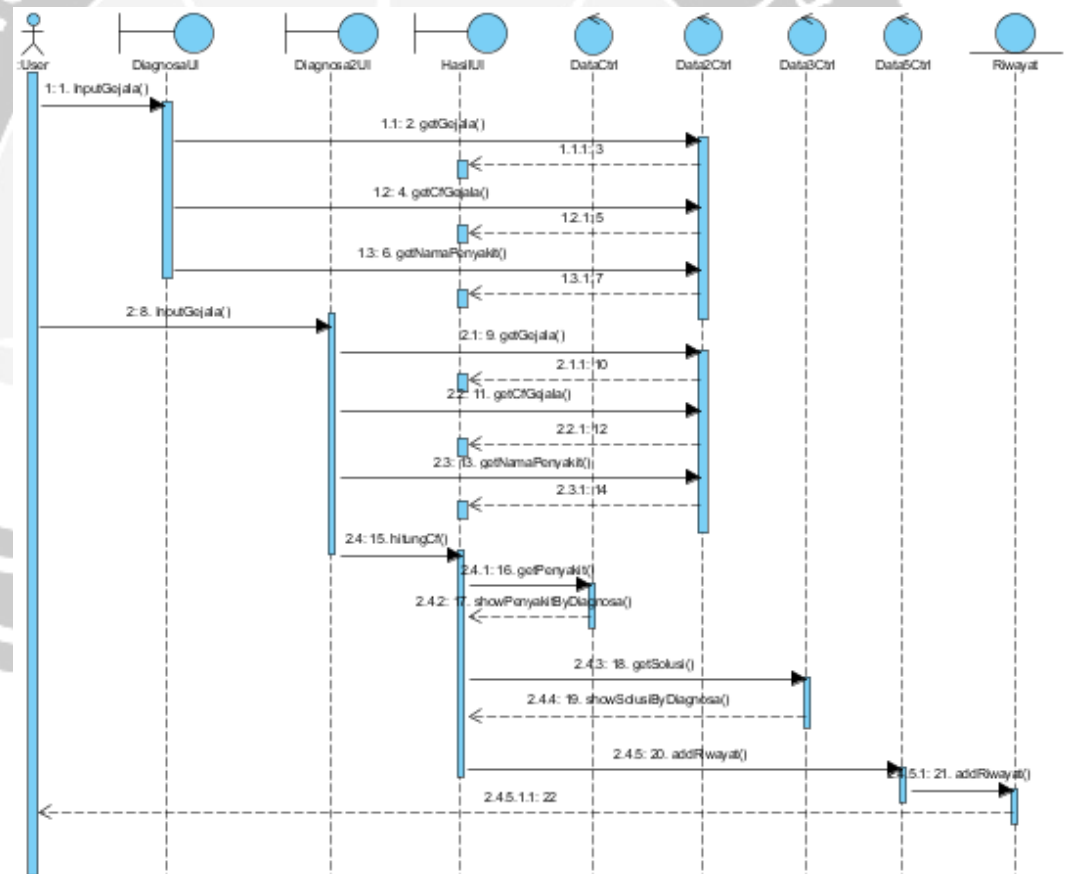 :User
DiagnosaUI
Diagnosa2UI
HasilUI
DataCtrl
Data2Ctrl
Data3Ctrl
Data5Ctrl
Riwayat
1: 1. InputGejala()
1.1: 2. getGejala()
1.1.1: 3
1.2: 4. getCfGejala()
1.2.1: 5
1.3: 6. getNamaPenyakit()
1.3.1: 7
2: 8. InputGejala()
2.1: 9. getGejala()
2.1.1: 10
2.2: 11. getCfGejala()
2.2.1: 12
2.3: 13. getNamaPenyakit()
2.3.1: 14
2.4: 15. hitungCf()
2.4.1: 16. getPenyakit()
2.4.2: 17. showPenyakitByDiagnosa()
2.4.3: 18. getSolusi()
2.4.4: 19. showSolusiByDiagnosa()
2.4.5: 20. addRiwayat()
2.4.5.1: 21. addRiwayat()
2.4.5.1.1: 22